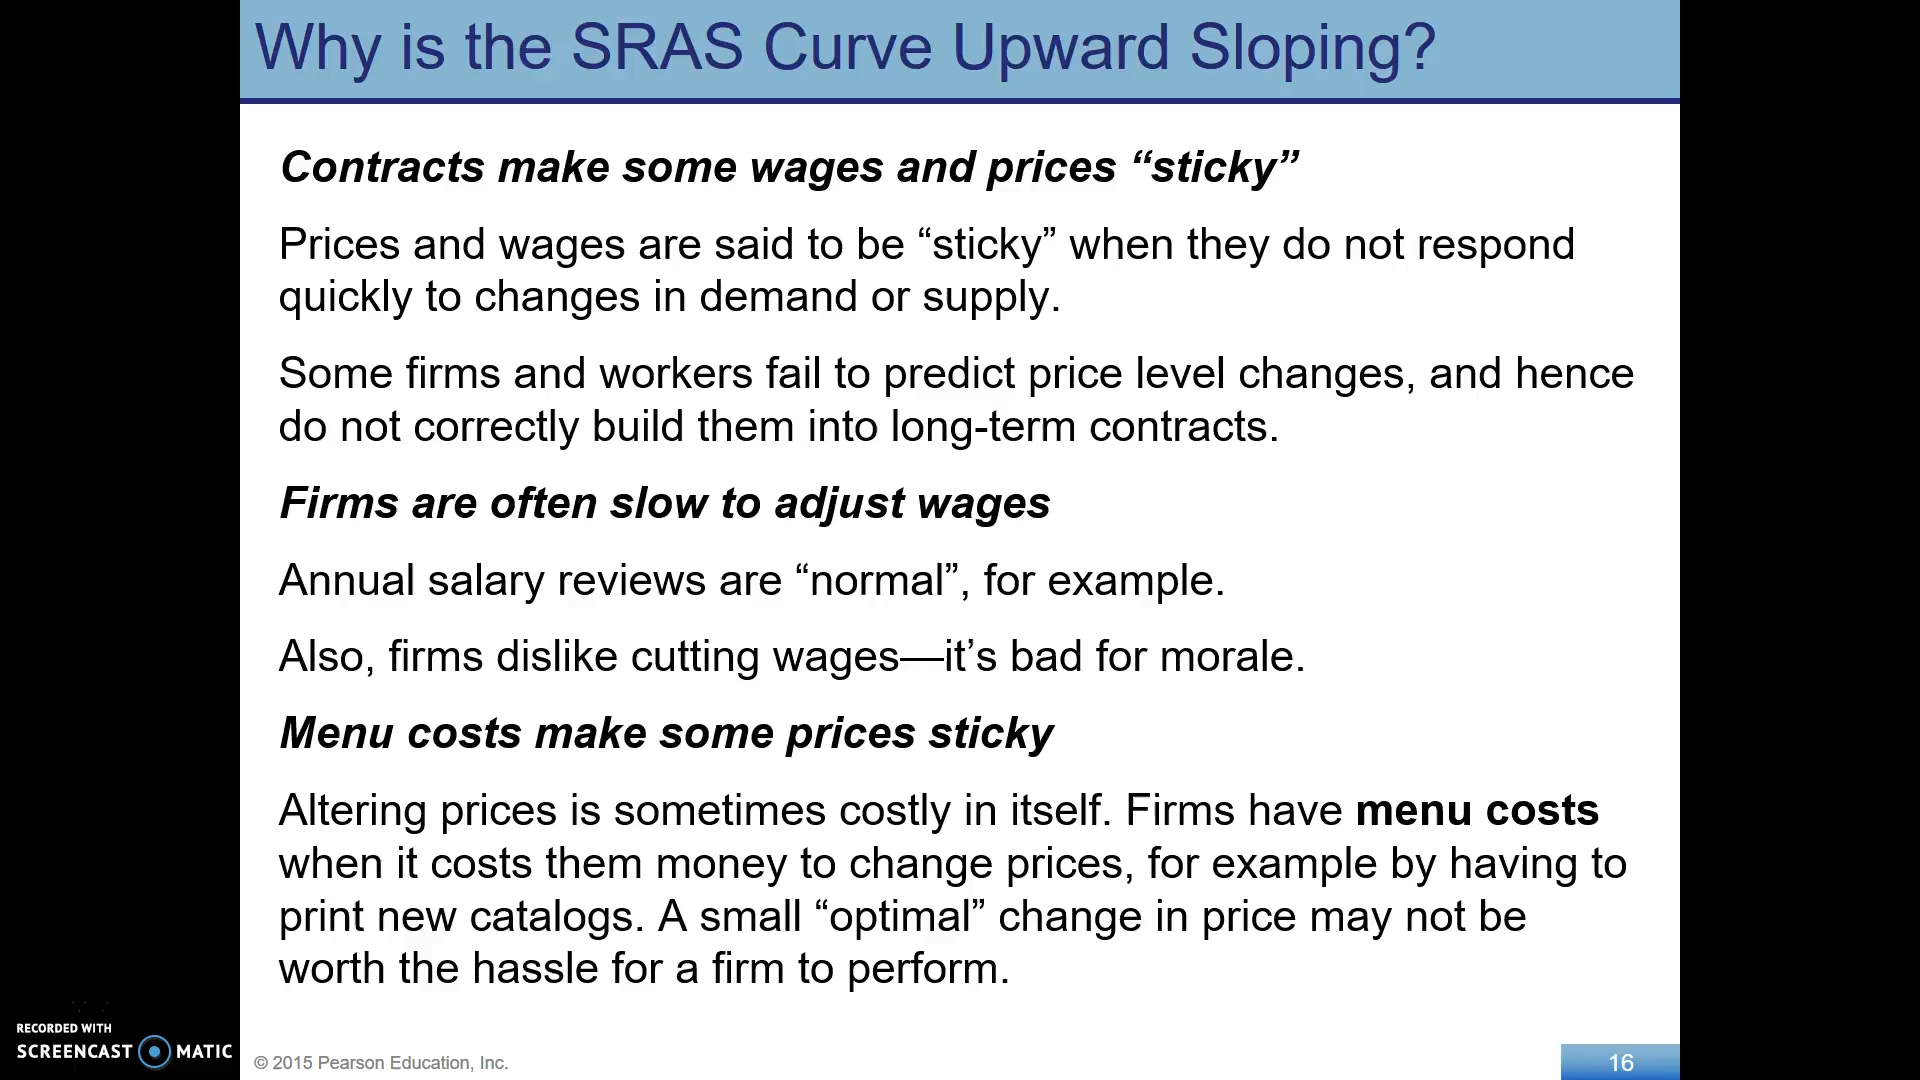 Why is the SRAS Curve Upward Sloping?
Contracts make some wages and prices “sticky”
Prices and wages are said to be “sticky” when they do not respond
quickly to changes in demand or supply.
Some firms and workers fail to predict price level changes, and hence
do not correctly build them into long-term contracts.
Firms are often slow to adjust wages
Annual salary reviews are “normal”, for example.
Also, firms dislike cutting wages—it’s bad for morale.
Menu costs make some prices sticky
Altering prices is sometimes costly in itself. Firms have menu costs
when it costs them money to change prices, for example by having to
print new catalogs. A small “optimal” change in price may not be
worth the hassle for a firm to perform.
RECORDED WITH
SCREENCAST MATIC
© 2015 Pearson Education, Inc.
16